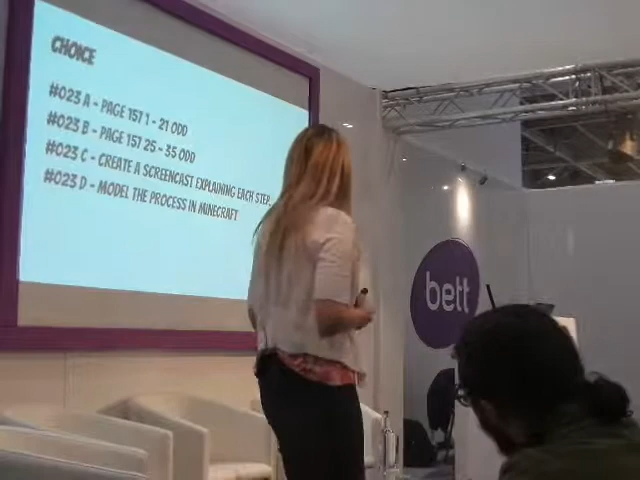 CHOICE
#023 A - PAGE 157 1 - 21 ODD
#023 B - PAGE 157 25 - 35 ODD
#023 C - CREATE A SCREENCAST EXPLAINING EACH STEP.
#023 D - MODEL THE PROCESS IN MINECRAFT
bett